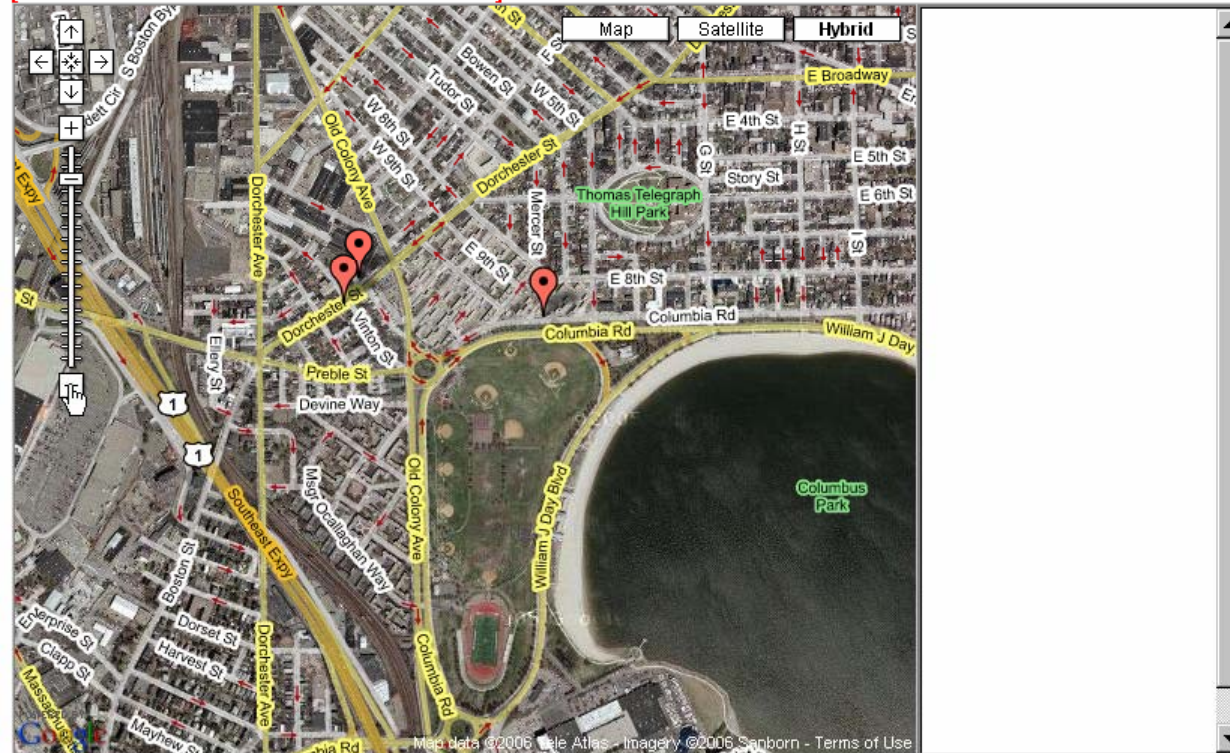 Map
Satellite
Hybrid
S Boston Byp
F St
Bowen St
Tudor St
W 5th St
E Broadway
W 8th St
Old Colony Ave
W 9th St
E 4th St
H St
G St
Dorchester St
E 5th St
Story St
E 6th St
Thomas Telegraph
Hill Park
Mercer St
Dorchester Ave
I St
E 9th St
E 8th St
Dorchester St
Columbia Rd
Columbia Rd
William J Day
Vinton St
Ellery St
Preble St
Devine Way
1
1
Msgr Ocallaghan Way
Old Colony Ave
William J Day Blvd
Columbus
Park
Southeast Expy
Boston St
Dorset St
Harvest St
Clapp St
Dorchester Ave
Columbia Rd
Mayhew St
Google
Map data ©2006 Tele Atlas - Imagery ©2006 Sanborn - Terms of Use